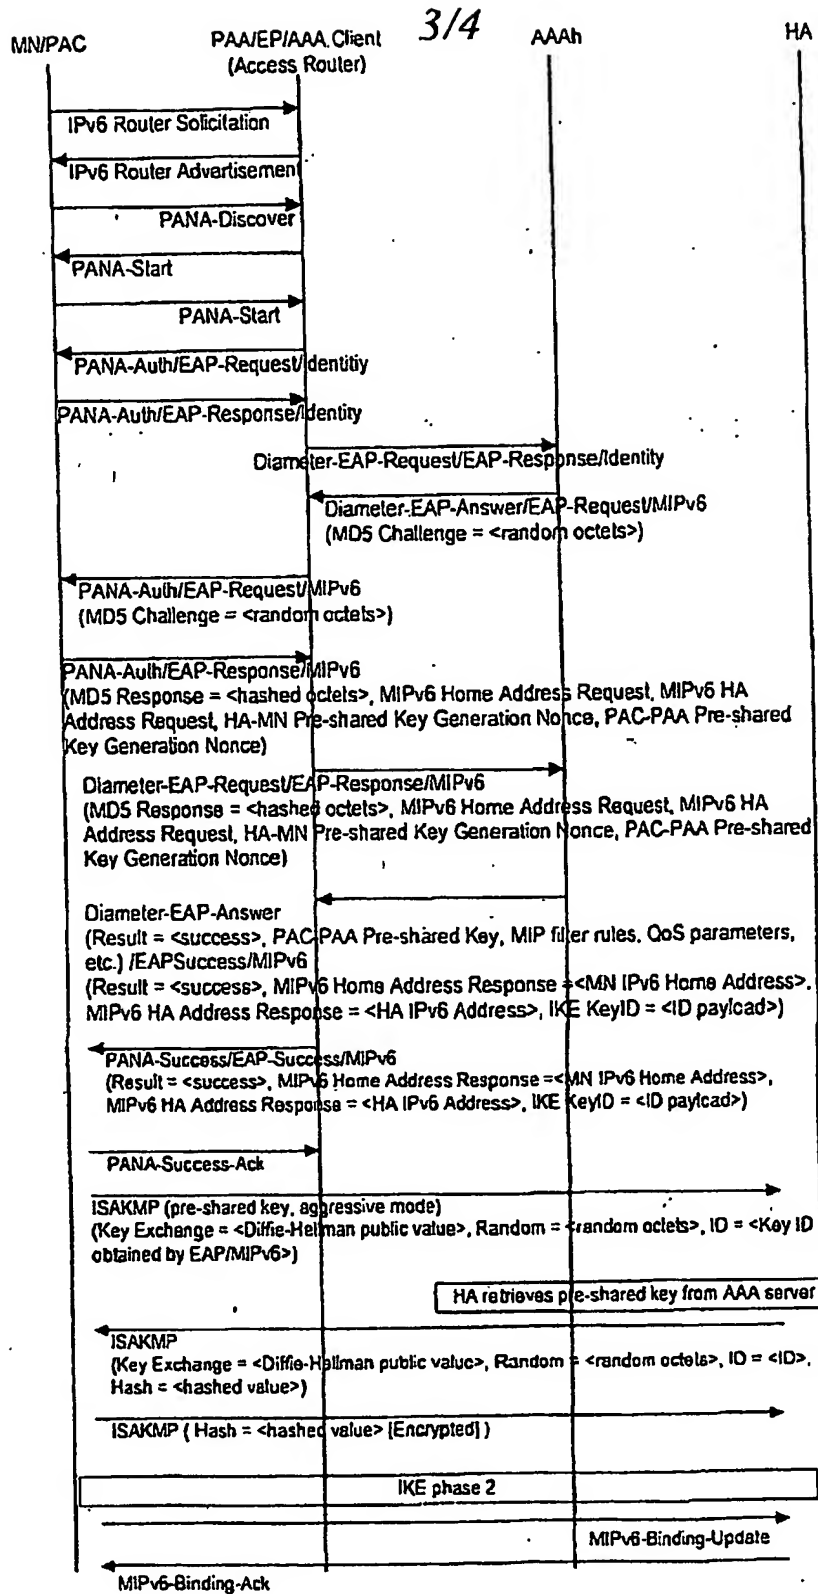 3/4
MN/PAC
PAA/EP/AAA Client
(Access Router)
AAAh
HA
IPv6 Router Solicitation
IPv6 Router Advertisement
PANA-Discover
PANA-Start
PANA-Start
PANA-Auth/EAP-Request/Identitiy
PANA-Auth/EAP-Response/Identity
Diameter-EAP-Request/EAP-Response/Identity
Diameter-EAP-Answer/EAP-Request/MIPv6
(MD5 Challenge = <random octets>)
PANA-Auth/EAP-Request/MIPv6
(MD5 Challenge = <random octets>)
PANA-Auth/EAP-Response/MIPv6
(MD5 Response = <hashed octets>, MIPv6 Home Address Request, MIPv6 HA
Address Request, HA-MN Pre-shared Key Generation Nonce, PAC-PAA Pre-shared
Key Generation Nonce)
Diameter-EAP-Request/EAP-Response/MIPv6
(MD5 Response = <hashed octets>, MIPv6 Home Address Request, MIPv6 HA
Address Request, HA-MN Pre-shared Key Generation Nonce, PAC-PAA Pre-shared
Key Generation Nonce)
Diameter-EAP-Answer
(Result = <success>, PAC-PAA Pre-shared Key, MIP filter rules, QoS parameters,
etc.) /EAPSuccess/MIPv6
(Result = <success>, MIPv6 Home Address Response =<MN IPv6 Home Address>,
MIPv6 HA Address Response = <HA IPv6 Address>, IKE KeyID = <ID payload>)
PANA-Success/EAP-Success/MIPv6
(Result = <success>, MIPv6 Home Address Response =<MN IPv6 Home Address>,
MIPv6 HA Address Response = <HA IPv6 Address>, IKE KeyID = <ID payload>)
PANA-Success-Ack
ISAKMP (pre-shared key, aggressive mode)
(Key Exchange = <Diffie-Hellman public value>, Random = <random octets>, ID = <Key ID
obtained by EAP/MIPv6>)
HA retrieves pre-shared key from AAA server
ISAKMP
(Key Exchange = <Diffie-Hellman public value>, Random = <random octets>, ID = <ID>,
Hash = <hashed value>)
ISAKMP ( Hash = <hashed value> [Encrypted] )
IKE phase 2
MIPv6-Binding-Update
MIPv6-Binding-Ack